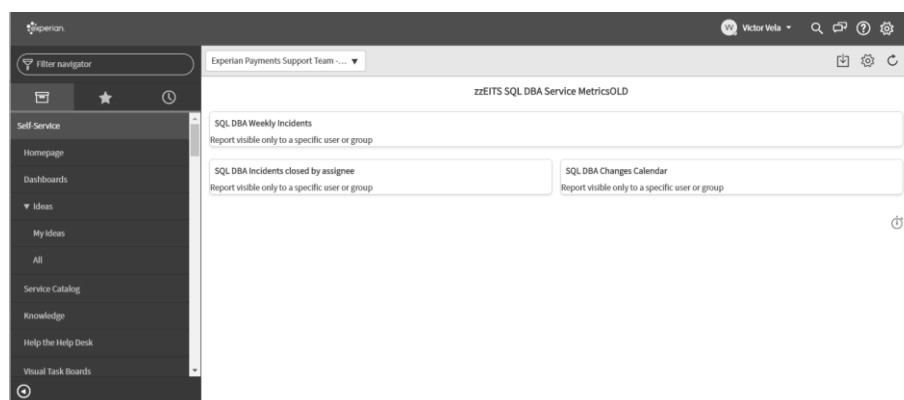 experian.
Victor Vela
Filter navigator
Experian Payments Support Team -...
zzEITS SQL DBA Service MetricsOLD
Self-Service
SQL DBA Weekly Incidents
Report visible only to a specific user or group
Homepage
Dashboards
SQL DBA Incidents closed by assignee
Report visible only to a specific user or group
SQL DBA Changes Calendar
Report visible only to a specific user or group
Ideas
My Ideas
All
Service Catalog
Knowledge
Help the Help Desk
Visual Task Boards